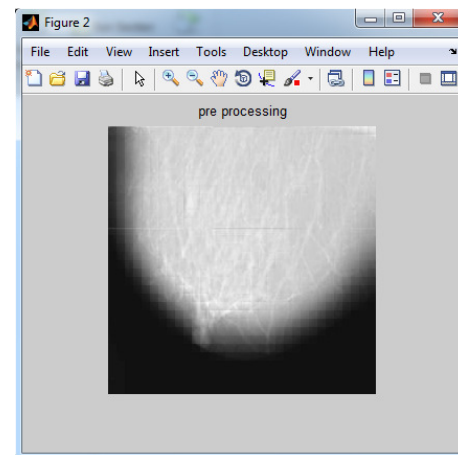 Figure 2
File Edit View Insert Tools Desktop Window Help
pre processing